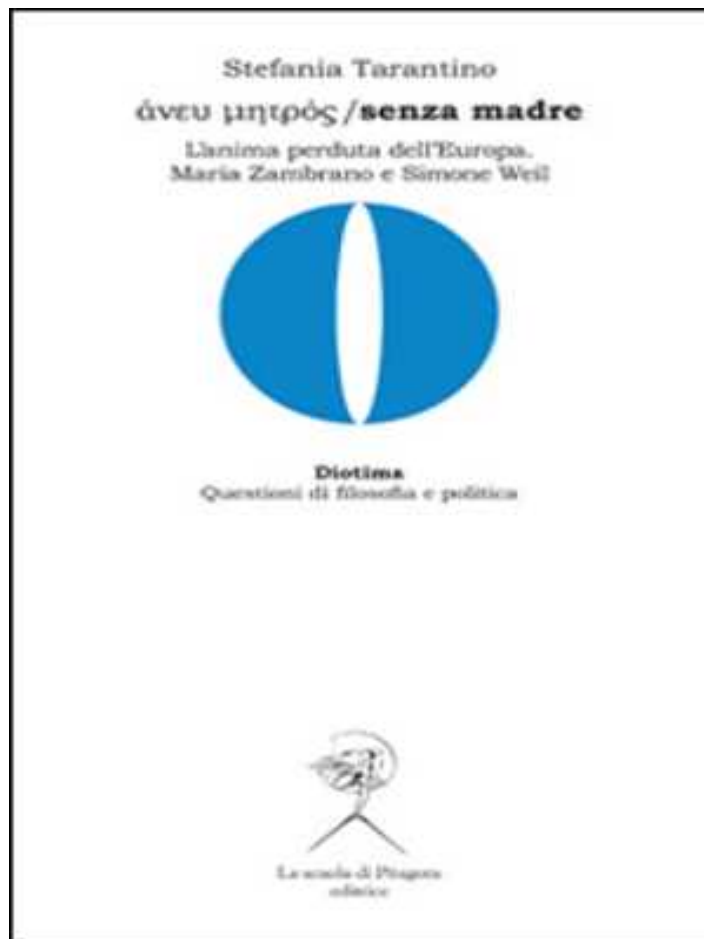 Stefania Tarantino
ἄνευ μητρός/senza madre
L'anima perduta dell'Europa.
Maria Zambrano e Simone Weil
Diotima
Questioni di filosofia e politica
La scuola di Pitagora
editrice